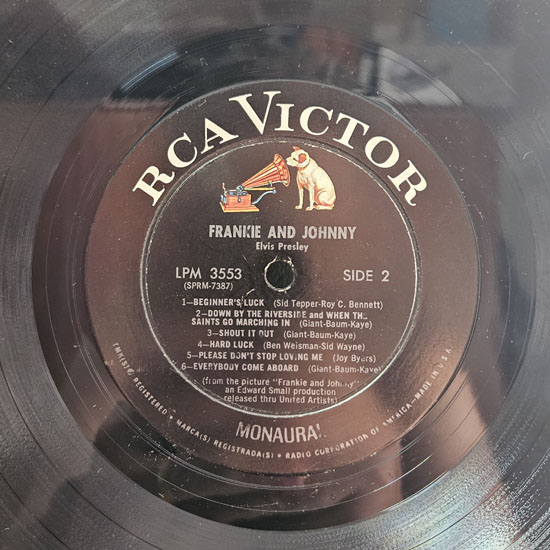 RCA VICTOR
FRANKIE AND JOHNNY
Elvis Presley
LPM 3553 SIDE 2
(SPRM-7387)
1—BEGINNER'S LUCK (Sid Tepper-Roy C. Bennett)
2—DOWN BY THE RIVERSIDE and WHEN THE
SAINTS GO MARCHING IN (Giant-Baum-Kaye)
3—SHOUT IT OUT (Giant-Baum-Kaye)
4—HARD LUCK (Ben Weisman-Sid Wayne)
5—PLEASE DON'T STOP LOVING ME (Joy Byers)
6—EVERYBODY COME ABOARD (Giant-Baum-Kaye)
(from the picture "Frankie and Johnny"
an Edward Small production
released thru United Artists)
MONAURAL
TMK(S) ® REGISTERED • MARCA(S) REGISTRADA(S) • RADIO CORPORATION OF AMERICA—MADE IN U.S.A.